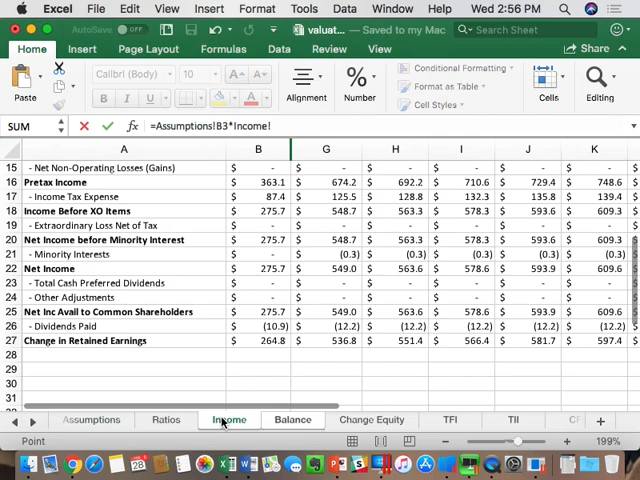 Excel File Edit View Insert Format Tools Data Window Help Wed 2:56 PM
AutoSave OFF valuat... — Saved to my Mac Search Sheet
Home Insert Page Layout Formulas Data Review View Share
Calibri (Body) 10 A A Conditional Formatting
Format as Table
B I U A Cell Styles
Paste Alignment Number Cells Editing
SUM fx =Assumptions!B3*Income!
A B G H I J K
15 - Net Non-Operating Losses (Gains) $ - $ - $ - $ - $ - $ - $
16 Pretax Income $ 363.1 $ 674.2 $ 692.2 $ 710.6 $ 729.4 $ 748.6 $
17 - Income Tax Expense $ 87.4 $ 125.5 $ 128.8 $ 132.3 $ 135.8 $ 139.4 $
18 Income Before XO Items $ 275.7 $ 548.7 $ 563.3 $ 578.3 $ 593.6 $ 609.3 $
19 - Extraordinary Loss Net of Tax $ - $ - $ - $ - $ - $ - $
20 Net Income before Minority Interest $ 275.7 $ 548.7 $ 563.3 $ 578.3 $ 593.6 $ 609.3 $
21 - Minority Interests $ - $ (0.3) $ (0.3) $ (0.3) $ (0.3) $ (0.3) $
22 Net Income $ 275.7 $ 549.0 $ 563.6 $ 578.6 $ 593.9 $ 609.6 $
23 - Total Cash Preferred Dividends $ - $ - $ - $ - $ - $ - $
24 - Other Adjustments $ - $ - $ - $ - $ - $ - $
25 Net Inc Avail to Common Shareholders $ 275.7 $ 549.0 $ 563.6 $ 578.6 $ 593.9 $ 609.6 $
26 - Dividends Paid $ (10.9) $ (12.2) $ (12.2) $ (12.2) $ (12.2) $ (12.2) $
27 Change in Retained Earnings $ 264.8 $ 536.8 $ 551.4 $ 566.4 $ 581.7 $ 597.4 $
28
29
30
31
Assumptions Ratios Income Balance Change Equity TFI TII CF
Point 199%